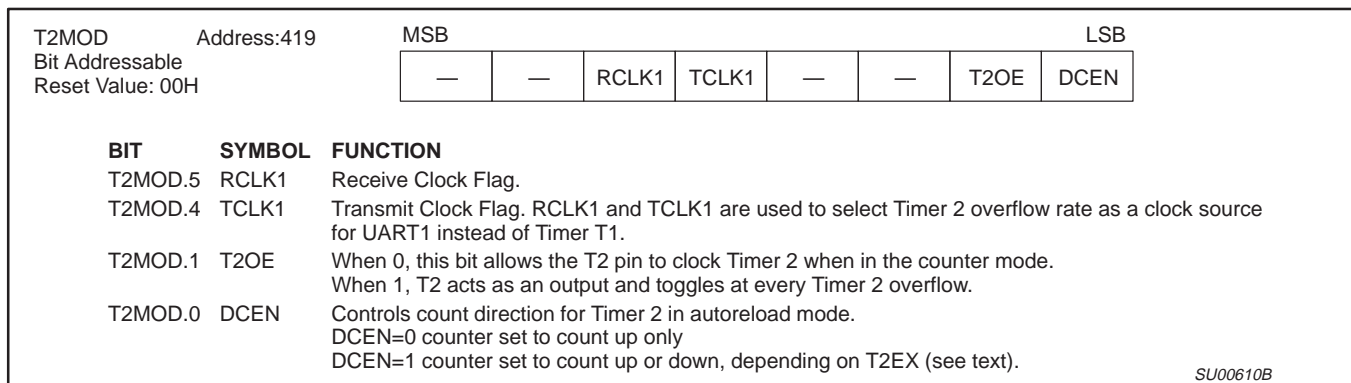 T2MOD Address:419 MSB LSB
Bit Addressable
Reset Value: 00H
— — RCLK1 TCLK1 — — T2OE DCEN
BIT SYMBOL FUNCTION
T2MOD.5 RCLK1 Receive Clock Flag.
T2MOD.4 TCLK1 Transmit Clock Flag. RCLK1 and TCLK1 are used to select Timer 2 overflow rate as a clock source
for UART1 instead of Timer T1.
T2MOD.1 T2OE When 0, this bit allows the T2 pin to clock Timer 2 when in the counter mode.
When 1, T2 acts as an output and toggles at every Timer 2 overflow.
T2MOD.0 DCEN Controls count direction for Timer 2 in autoreload mode.
DCEN=0 counter set to count up only
DCEN=1 counter set to count up or down, depending on T2EX (see text).
SU00610B